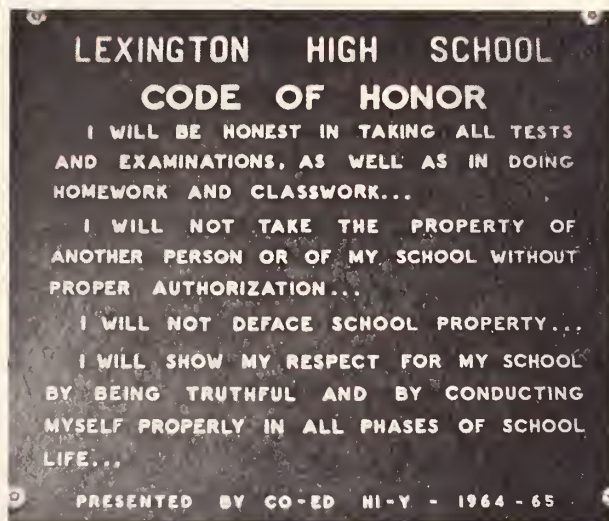 LEXINGTON HIGH SCHOOL
CODE OF HONOR
I WILL BE HONEST IN TAKING ALL TESTS
AND EXAMINATIONS, AS WELL AS IN DOING
HOMEWORK AND CLASSWORK...
I WILL NOT TAKE THE PROPERTY OF
ANOTHER PERSON OR OF MY SCHOOL WITHOUT
PROPER AUTHORIZATION...
I WILL NOT DEFACE SCHOOL PROPERTY...
I WILL SHOW MY RESPECT FOR MY SCHOOL
BY BEING TRUTHFUL AND BY CONDUCTING
MYSELF PROPERLY IN ALL PHASES OF SCHOOL
LIFE...
PRESENTED BY CO-ED HI-Y - 1964-65